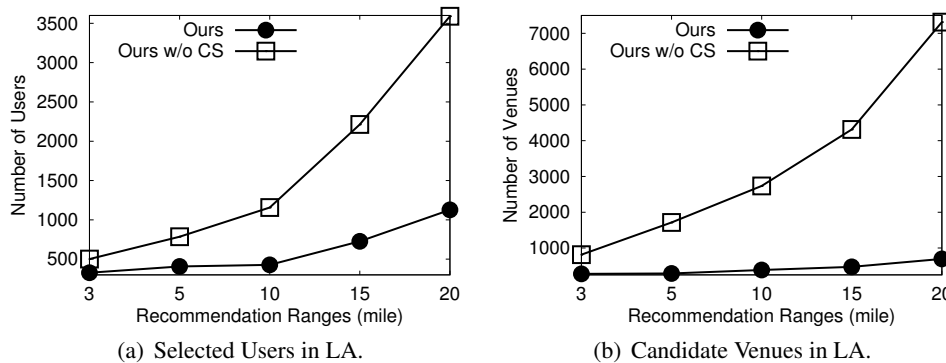 3500
3000
2500
2000
1500
1000
500
Number of Users
Ours
Ours w/o CS
3 5 10 15 20
Recommendation Ranges (mile)
(a) Selected Users in LA.
7000
6000
5000
4000
3000
2000
1000
Number of Venues
Ours
Ours w/o CS
3 5 10 15 20
Recommendation Ranges (mile)
(b) Candidate Venues in LA.